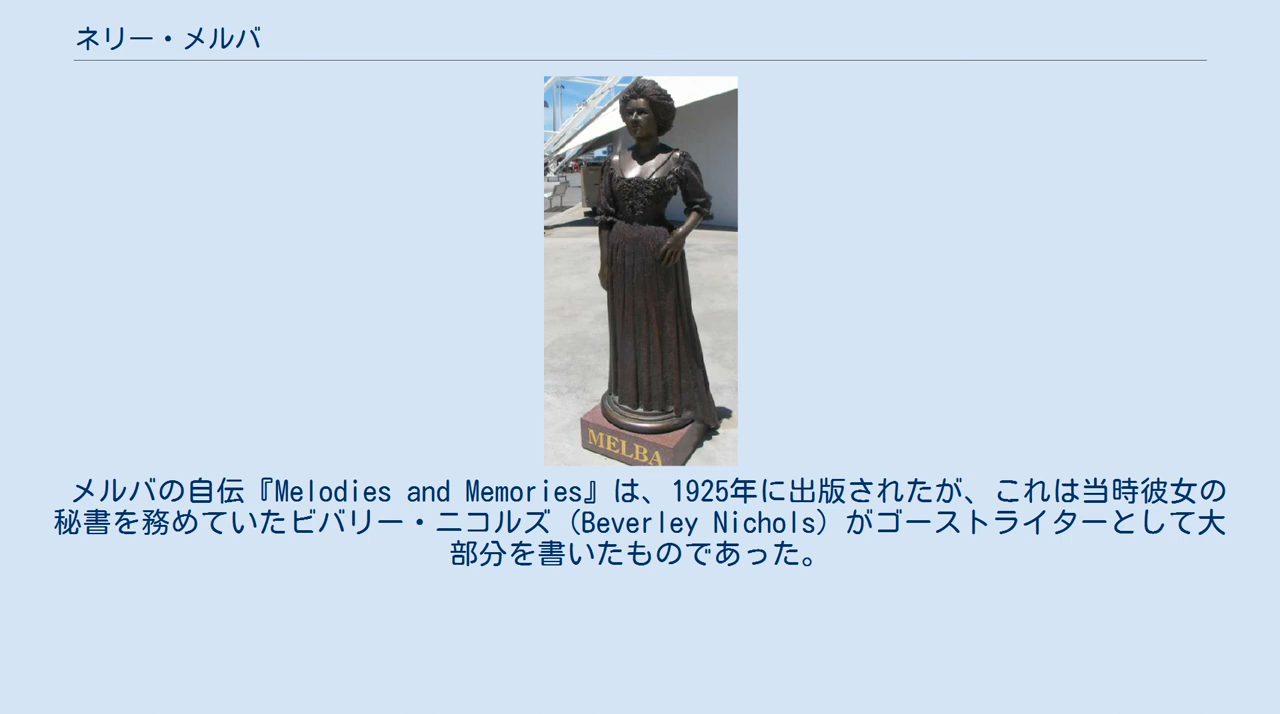 ネリー・メルバ
MELBA
メルバの自伝『Melodies and Memories』は、1925年に出版されたが、これは当時彼女の
秘書を務めていたビバリー・ニコルズ（Beverley Nichols）がゴーストライターとして大
部分を書いたものであった。